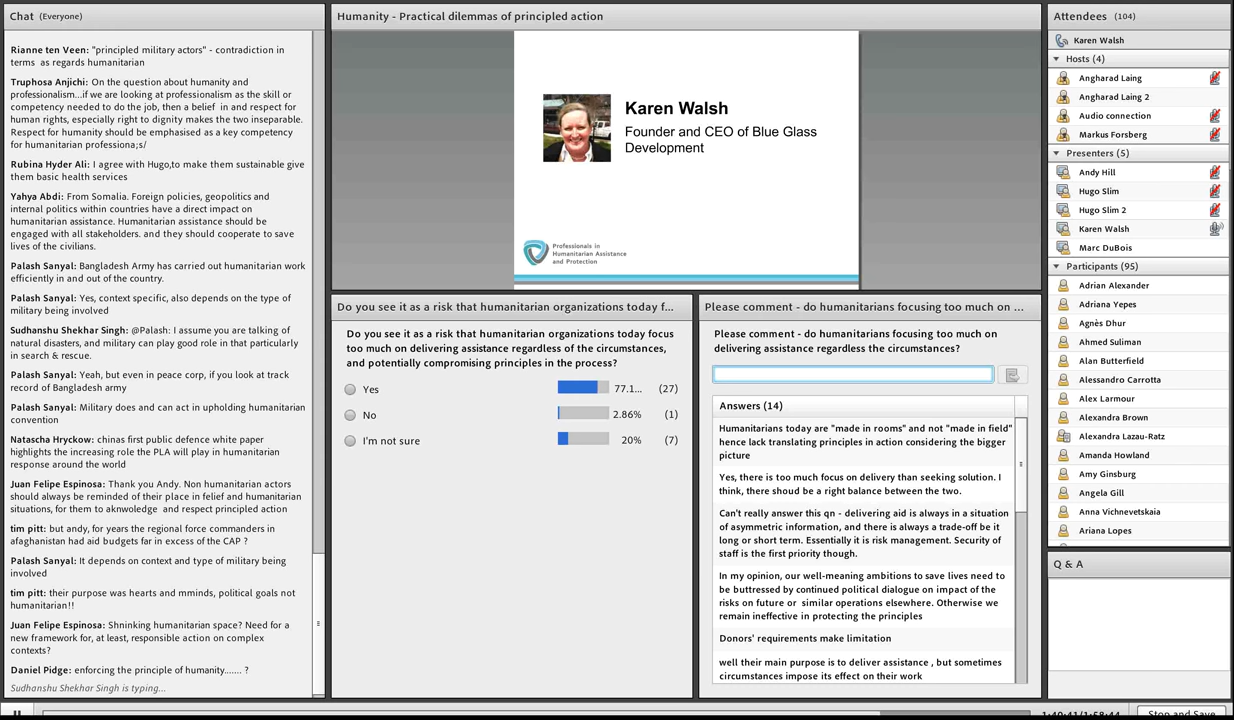 Chat (Everyone)
Rianne ten Veen: "principled military actors" - contradiction in
terms as regards humanitarian
Truphosa Anjichi: On the question about humanity and
professionalism...if we are looking at professionalism as the skill or
competency needed to do the job, then a belief in and respect for
human rights, especially right to dignity makes the two inseparable.
Respect for humanity should be emphasised as a key competency
for humanitarian professiona;s/
Rubina Hyder Ali: I agree with Hugo,to make them sustainable give
them basic health services
Yahya Abdi: From Somalia. Foreign policies, geopolitics and
internal politics within countries have a direct impact on
humanitarian assistance. Humanitarian assistance should be
engaged with all stakeholders. and they should cooperate to save
lives of the civilians.
Palash Sanyal: Bangladesh Army has carried out humanitarian work
efficiently in and out of the country.
Palash Sanyal: Yes, context specific, also depends on the type of
military being involved
Sudhanshu Shekhar Singh: @Palash: I assume you are talking of
natural disasters, and military can play good role in that particularly
in search & rescue.
Palash Sanyal: Yeah, but even in peace corp, if you look at track
record of Bangladesh army
Palash Sanyal: Military does and can act in upholding humanitarian
convention
Natascha Hryckow: chinas first public defence white paper
highlights the increasing role the PLA will play in humanitarian
response around the world
Juan Felipe Espinosa: Thank you Andy. Non humanitarian actors
should always be reminded of their place in felief and humanitarian
situations, for them to aknwoledge and respect principled action
tim pitt: but andy, for years the regional force commanders in
afaghanistan had aid budgets far in excess of the CAP ?
Palash Sanyal: It depends on context and type of military being
involved
tim pitt: their purpose was hearts and mminds, political goals not
humanitarian!!
Juan Felipe Espinosa: Shninking humanitarian space? Need for a
new framework for, at least, responsible action on complex
contexts?
Daniel Pidge: enforcing the principle of humanity....... ?
Sudhanshu Shekhar Singh is typing...
Humanity - Practical dilemmas of principled action
Karen Walsh
Founder and CEO of Blue Glass
Development
Professionals in
Humanitarian Assistance
and Protection
Do you see it as a risk that humanitarian organizations today f...
Do you see it as a risk that humanitarian organizations today focus
too much on delivering assistance regardless of the circumstances,
and potentially compromising principles in the process?
Yes 77.1... (27)
No 2.86% (1)
I'm not sure 20% (7)
Please comment - do humanitarians focusing too much on ...
Please comment - do humanitarians focusing too much on
delivering assistance regardless the circumstances?
Answers (14)
Humanitarians today are "made in rooms" and not "made in field"
hence lack translating principles in action considering the bigger
picture
Yes, there is too much focus on delivery than seeking solution. I
think, there shoud be a right balance between the two.
Can't really answer this qn - delivering aid is always in a situation
of asymmetric information, and there is always a trade-off be it
long or short term. Essentially it is risk management. Security of
staff is the first priority though.
In my opinion, our well-meaning ambitions to save lives need to
be buttressed by continued political dialogue on impact of the
risks on future or similar operations elsewhere. Otherwise we
remain ineffective in protecting the principles
Donors' requirements make limitation
well their main purpose is to deliver assistance , but sometimes
circumstances impose its effect on their work
Attendees (104)
Karen Walsh
Hosts (4)
Angharad Laing
Angharad Laing 2
Audio connection
Markus Forsberg
Presenters (5)
Andy Hill
Hugo Slim
Hugo Slim 2
Karen Walsh
Marc DuBois
Participants (95)
Adrian Alexander
Adriana Yepes
Agnès Dhur
Ahmed Suliman
Alan Butterfield
Alessandro Carrotta
Alex Larmour
Alexandra Brown
Alexandra Lazau-Ratz
Amanda Howland
Amy Ginsburg
Angela Gill
Anna Vichnevetskaia
Ariana Lopes
Q & A
1:40:41/1:58:44
Stop and Save